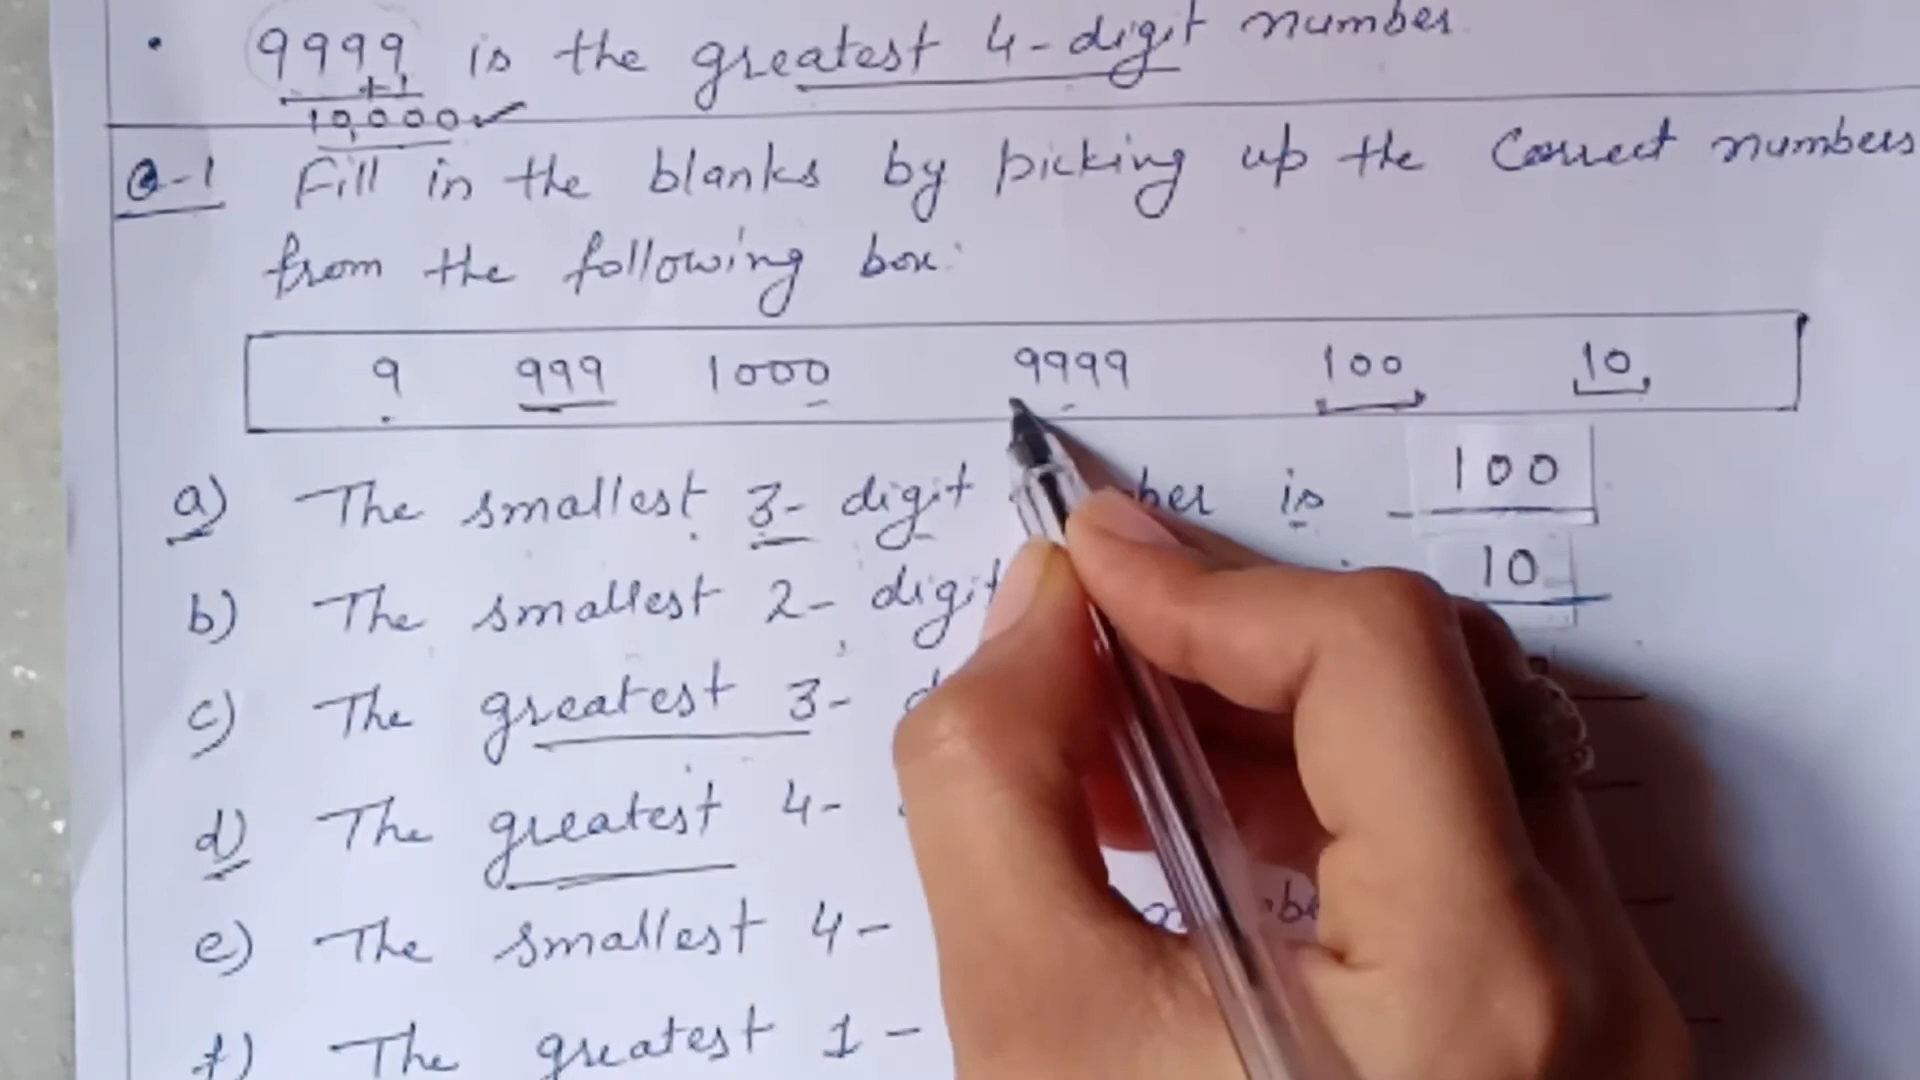 • 9999 is the greatest 4-digit number
+1
10,000 ✓
Q-1 Fill in the blanks by picking up the Correct numbers
from the following box:
9 999 1000 9999 100 10
a) The smallest 3- digit is 100
b) The smallest 2- digit 10
c) The greatest 3-
d) The greatest 4-
e) The smallest 4-
f) The greatest 1-